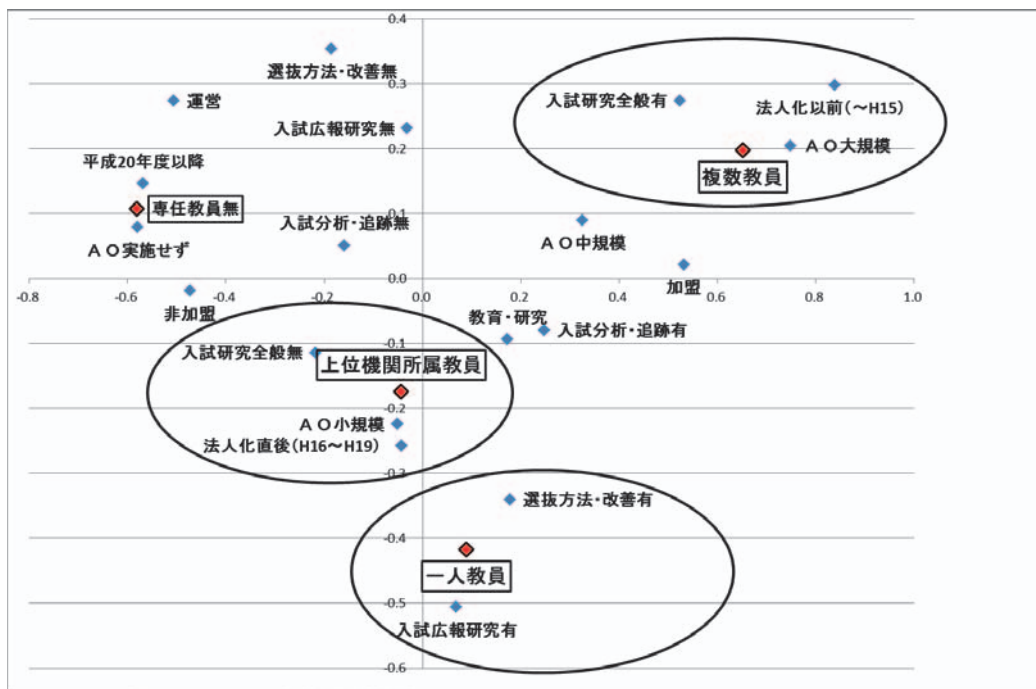 0.4
選抜方法・改善無
0.3
運営
入試研究全般有
法人化以前(~H15)
入試広報研究無
0.2
AO大規模
平成20年度以降
複数教員
専任教員無
0.1
入試分析・追跡無
AO実施せず
AO中規模
0.0
加盟
-0.8
-0.6
-0.4
-0.2
0.0
0.2
0.4
0.6
0.8
1.0
非加盟
教育・研究
入試分析・追跡有
-0.1
入試研究全般無
上位機関所属教員
-0.2
AO小規模
法人化直後(H16~H19)
-0.3
選抜方法・改善有
-0.4
一人教員
-0.5
入試広報研究有
-0.6